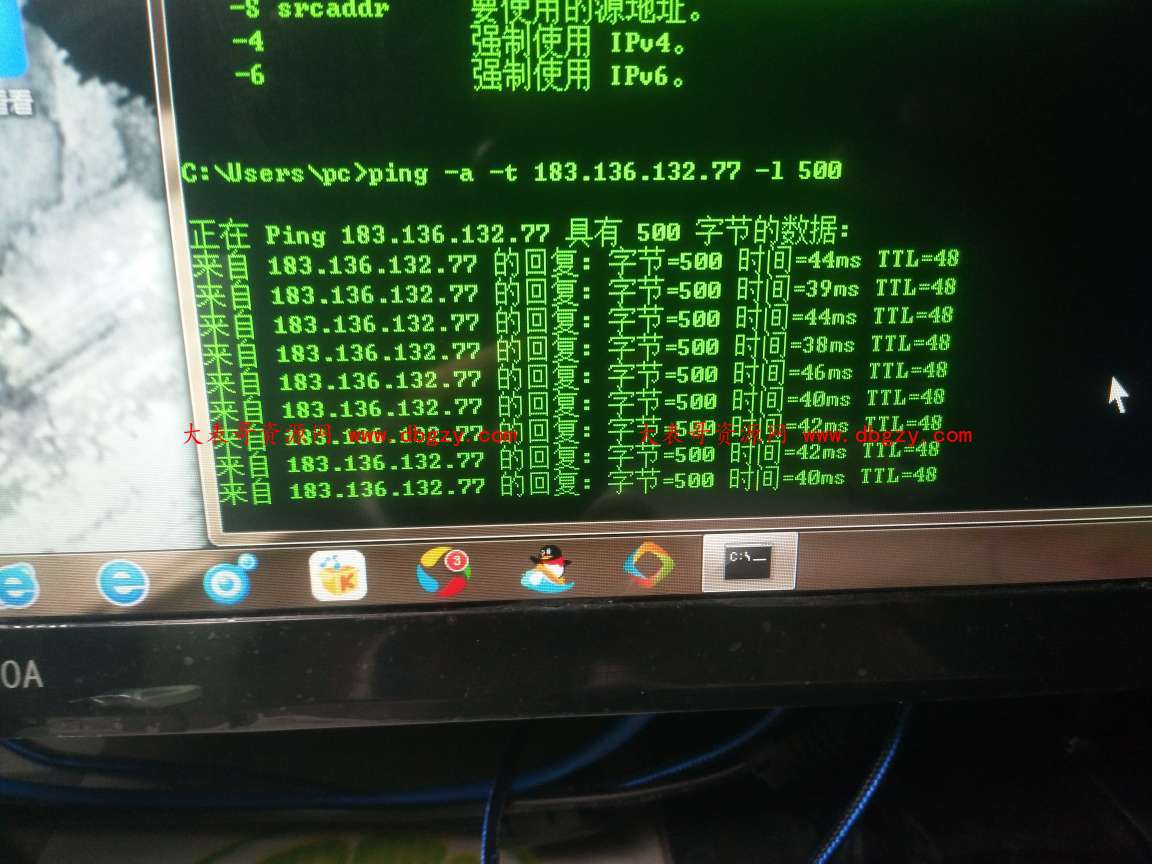 -S srcaddr 要使用的源地址。
-4 强制使用 IPv4。
-6 强制使用 IPv6。
看
C:\Users\pc>ping -a -t 183.136.132.77 -l 500
正在 Ping 183.136.132.77 具有 500 字节的数据:
来自 183.136.132.77 的回复: 字节=500 时间=44ms TTL=48
来自 183.136.132.77 的回复: 字节=500 时间=39ms TTL=48
来自 183.136.132.77 的回复: 字节=500 时间=44ms TTL=48
来自 183.136.132.77 的回复: 字节=500 时间=38ms TTL=48
来自 183.136.132.77 的回复: 字节=500 时间=46ms TTL=48
来自 183.136.132.77 的回复: 字节=500 时间=40ms TTL=48
来自 183.136.132.77 的回复: 字节=500 时间=42ms TTL=48
大表哥资源网 www.dbgzy.com 大表哥资源网 www.dbgzy.com
来自 183.136.132.77 的回复: 字节=500 时间=42ms TTL=48
来自 183.136.132.77 的回复: 字节=500 时间=40ms TTL=48
K
3
C:\_
0A